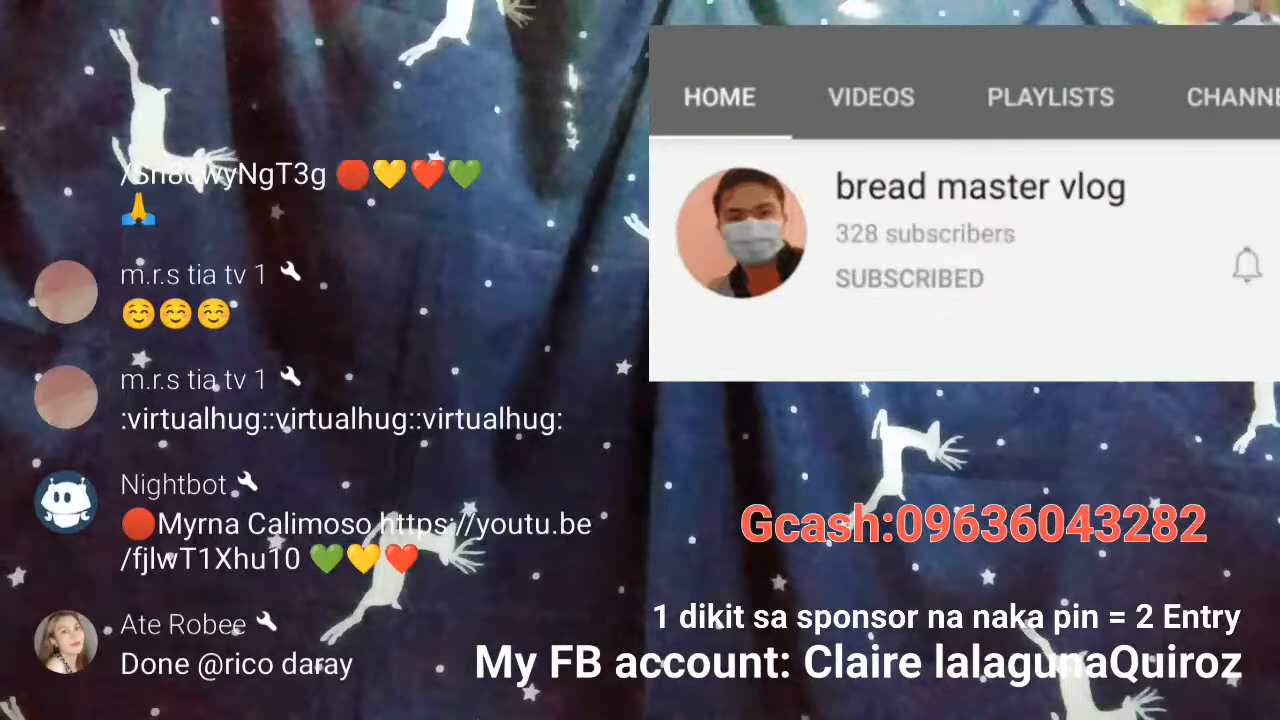 /Sn8owyNgT3g 🔴💛❤️💚
🙏
m.r.s tia tv 1
☺️☺️☺️
m.r.s tia tv 1
:virtualhug::virtualhug::virtualhug:
Nightbot
🔴Myrna Calimoso https://youtu.be
/fjlwT1Xhu10 💚💛❤️
Ate Robee
Done @rico daray
HOME VIDEOS PLAYLISTS CHANNE
bread master vlog
328 subscribers
SUBSCRIBED
Gcash:09636043282
1 dikit sa sponsor na naka pin = 2 Entry
My FB account: Claire lalagunaQuiroz